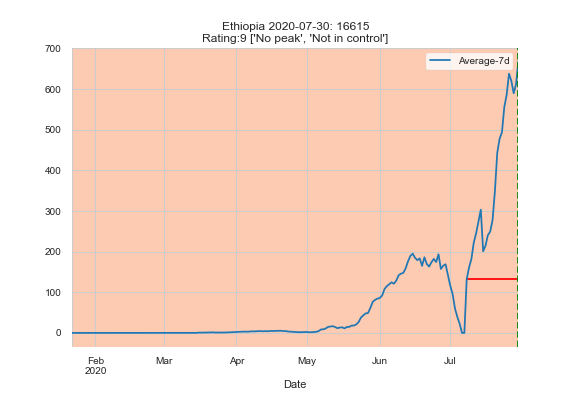 Ethiopia 2020-07-30: 16615
Rating:9 ['No peak', 'Not in control']
Average-7d
700
600
500
400
300
200
100
0
Feb
2020
Mar
Apr
May
Jun
Jul
Date